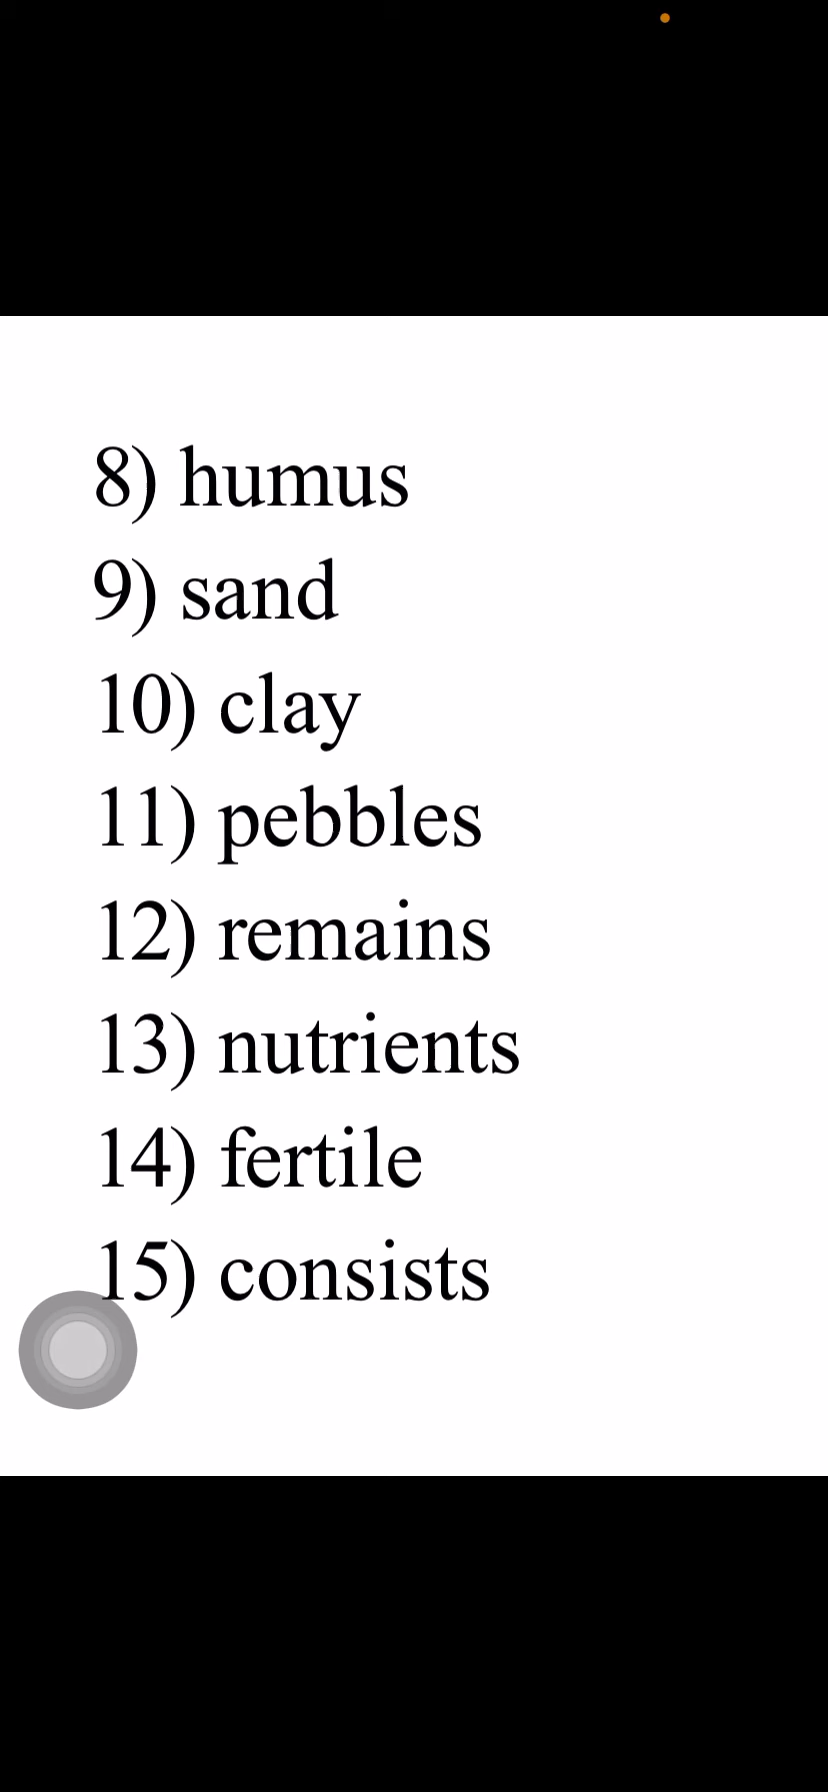 8) humus
9) sand
10) clay
11) pebbles
12) remains
13) nutrients
14) fertile
15) consists